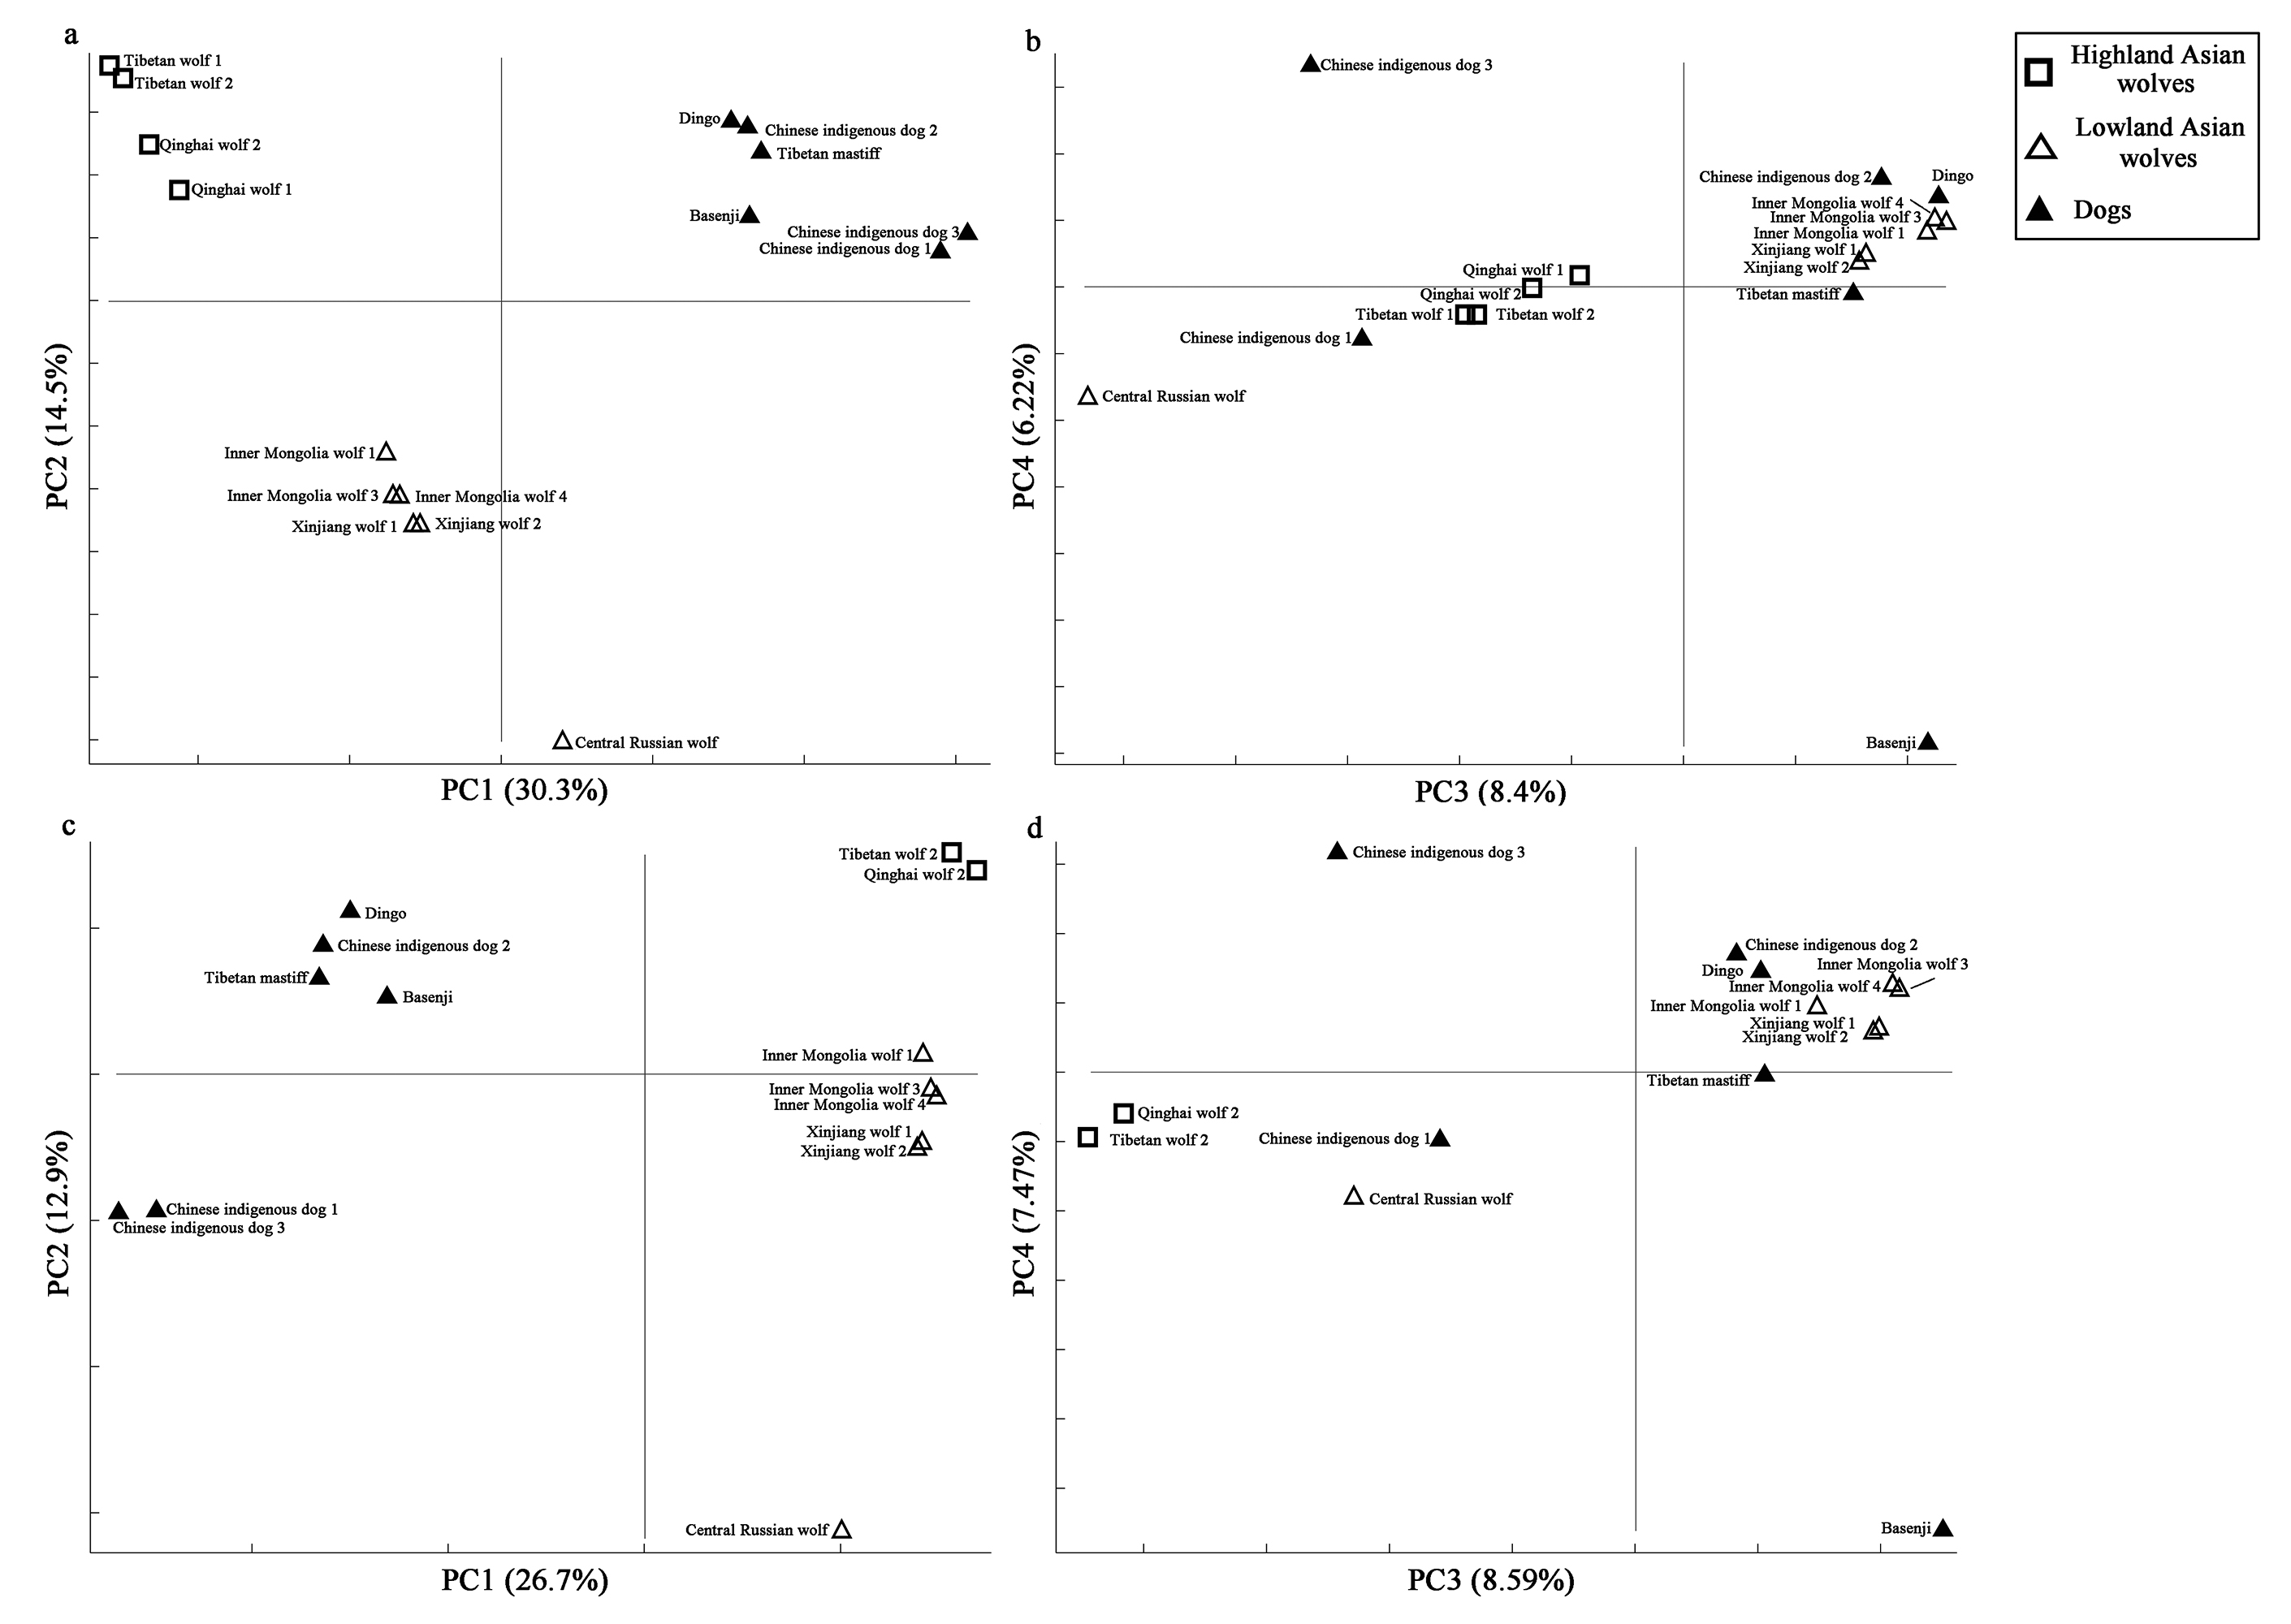 a
Tibetan wolf 1
Tibetan wolf 2
Qinghai wolf 2
Qinghai wolf 1
Dingo
Chinese indigenous dog 2
Tibetan mastiff
Basenji
Chinese indigenous dog 3
Chinese indigenous dog 1
Inner Mongolia wolf 1
Inner Mongolia wolf 3
Inner Mongolia wolf 4
Xinjiang wolf 1
Xinjiang wolf 2
Central Russian wolf
PC2 (14.5%)
PC1 (30.3%)
b
Chinese indigenous dog 3
Chinese indigenous dog 2
Dingo
Inner Mongolia wolf 4
Inner Mongolia wolf 3
Inner Mongolia wolf 1
Xinjiang wolf 1
Xinjiang wolf 2
Qinghai wolf 1
Qinghai wolf 2
Tibetan mastiff
Tibetan wolf 1
Tibetan wolf 2
Chinese indigenous dog 1
Central Russian wolf
Basenji
PC4 (6.22%)
PC3 (8.4%)
Highland Asian
wolves
Lowland Asian
wolves
Dogs
c
Tibetan wolf 2
Qinghai wolf 2
Dingo
Chinese indigenous dog 2
Tibetan mastiff
Basenji
Inner Mongolia wolf 1
Inner Mongolia wolf 3
Inner Mongolia wolf 4
Xinjiang wolf 1
Xinjiang wolf 2
Chinese indigenous dog 1
Chinese indigenous dog 3
Central Russian wolf
PC2 (12.9%)
PC1 (26.7%)
d
Chinese indigenous dog 3
Chinese indigenous dog 2
Inner Mongolia wolf 3
Dingo
Inner Mongolia wolf 4
Inner Mongolia wolf 1
Xinjiang wolf 1
Xinjiang wolf 2
Tibetan mastiff
Qinghai wolf 2
Tibetan wolf 2
Chinese indigenous dog 1
Central Russian wolf
Basenji
PC4 (7.47%)
PC3 (8.59%)